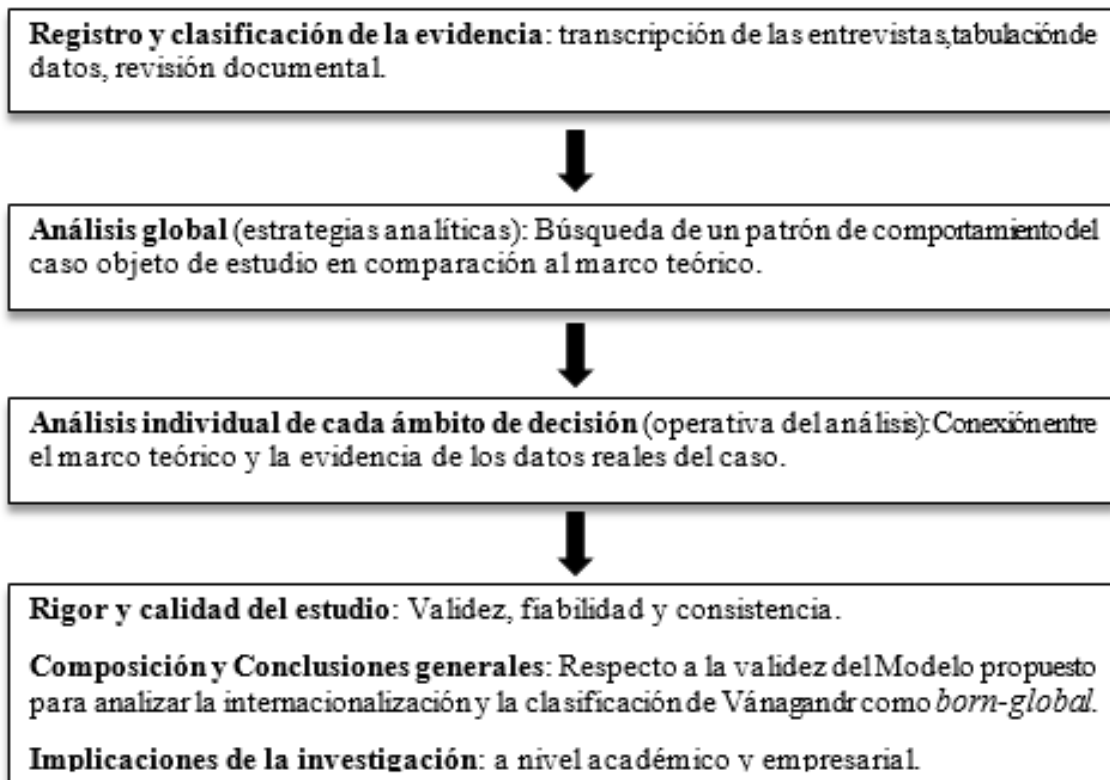 Registro y clasificación de la evidencia: transcripción de las entrevistas,tabulación de
datos, revisión documental.
Análisis global (estrategias analíticas): Búsqueda de un patrón de comportamiento del
caso objeto de estudio en comparación al marco teórico.
Análisis individual de cada ámbito de decisión (operativa del análisis):Conexión entre
el marco teórico y la evidencia de los datos reales del caso.
Rigor y calidad del estudio: Validez, fiabilidad y consistencia.
Composición y Conclusiones generales: Respecto a la validez del Modelo propuesto
para analizar la internacionalización y la clasificación de Vánagandr como born-global.
Implicaciones de la investigación: a nivel académico y empresarial.